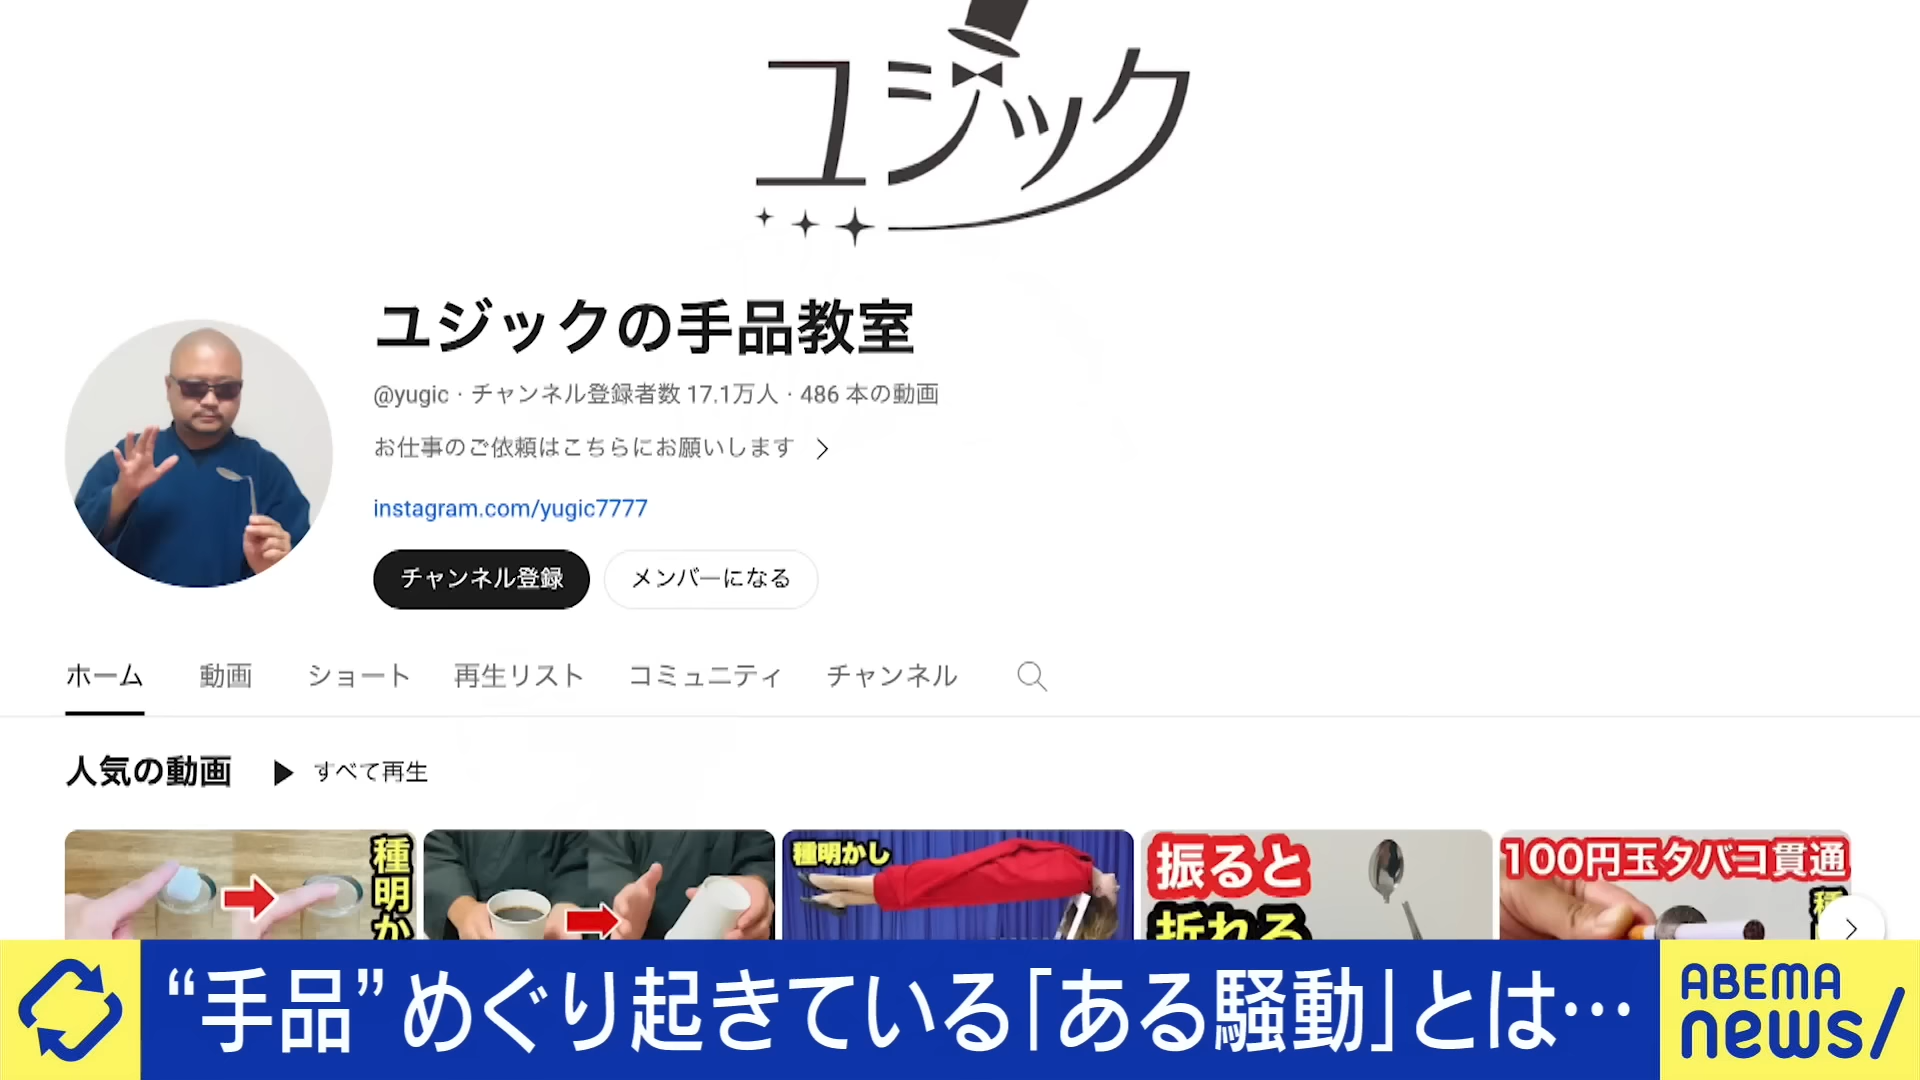 ユジック
ユジックの手品教室
@yugic · チャンネル登録者数 17.1万人 · 486 本の動画
お仕事のご依頼はこちらにお願いします
instagram.com/yugic7777
チャンネル登録 メンバーになる
ホーム 動画 ショート 再生リスト コミュニティ チャンネル
人気の動画 すべて再生
種明か
種明かし
振ると
折れる
100円玉タバコ貫通
“手品”めぐり起きている「ある騒動」とは…
ABEMA
news/